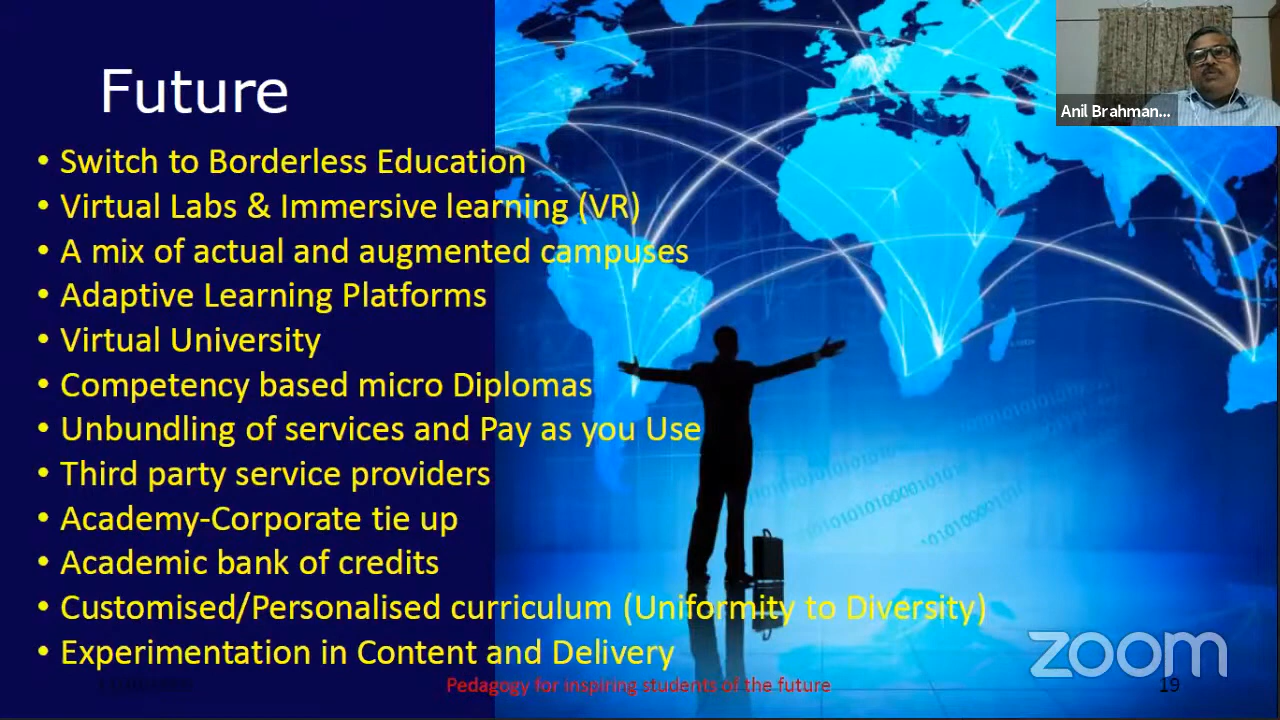 Future
Anil Brahman...
• Switch to Borderless Education
• Virtual Labs & Immersive learning (VR)
• A mix of actual and augmented campuses
• Adaptive Learning Platforms
• Virtual University
• Competency based micro Diplomas
• Unbundling of services and Pay as you Use
• Third party service providers
• Academy-Corporate tie up
• Academic bank of credits
• Customised/Personalised curriculum (Uniformity to Diversity)
• Experimentation in Content and Delivery
zoom
Pedagogy for inspiring students of the future
19